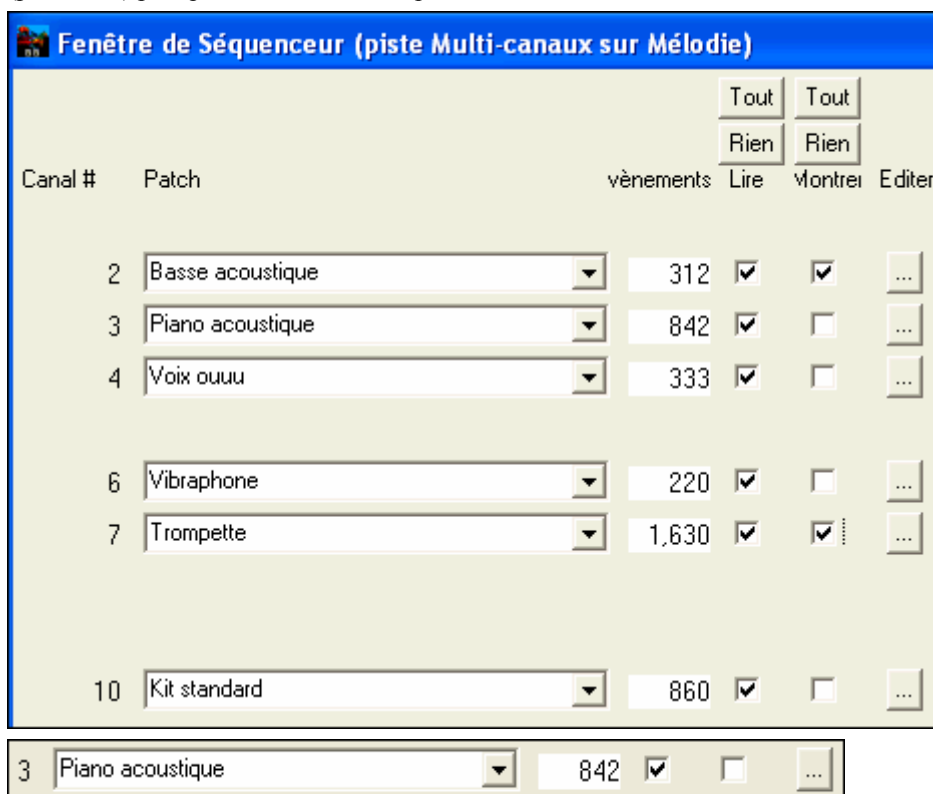 Fenêtre de Séquenceur (piste Multi-canaux sur Mélodie)
Tout Tout
Rien Rien
Canal # Patch vènements Lire Montrer Editer
2 Basse acoustique 312 ...
3 Piano acoustique 842 ...
4 Voix ouuu 333 ...
6 Vibraphone 220 ...
7 Trompette 1,630 ...
10 Kit standard 860 ...
3 Piano acoustique 842 ...